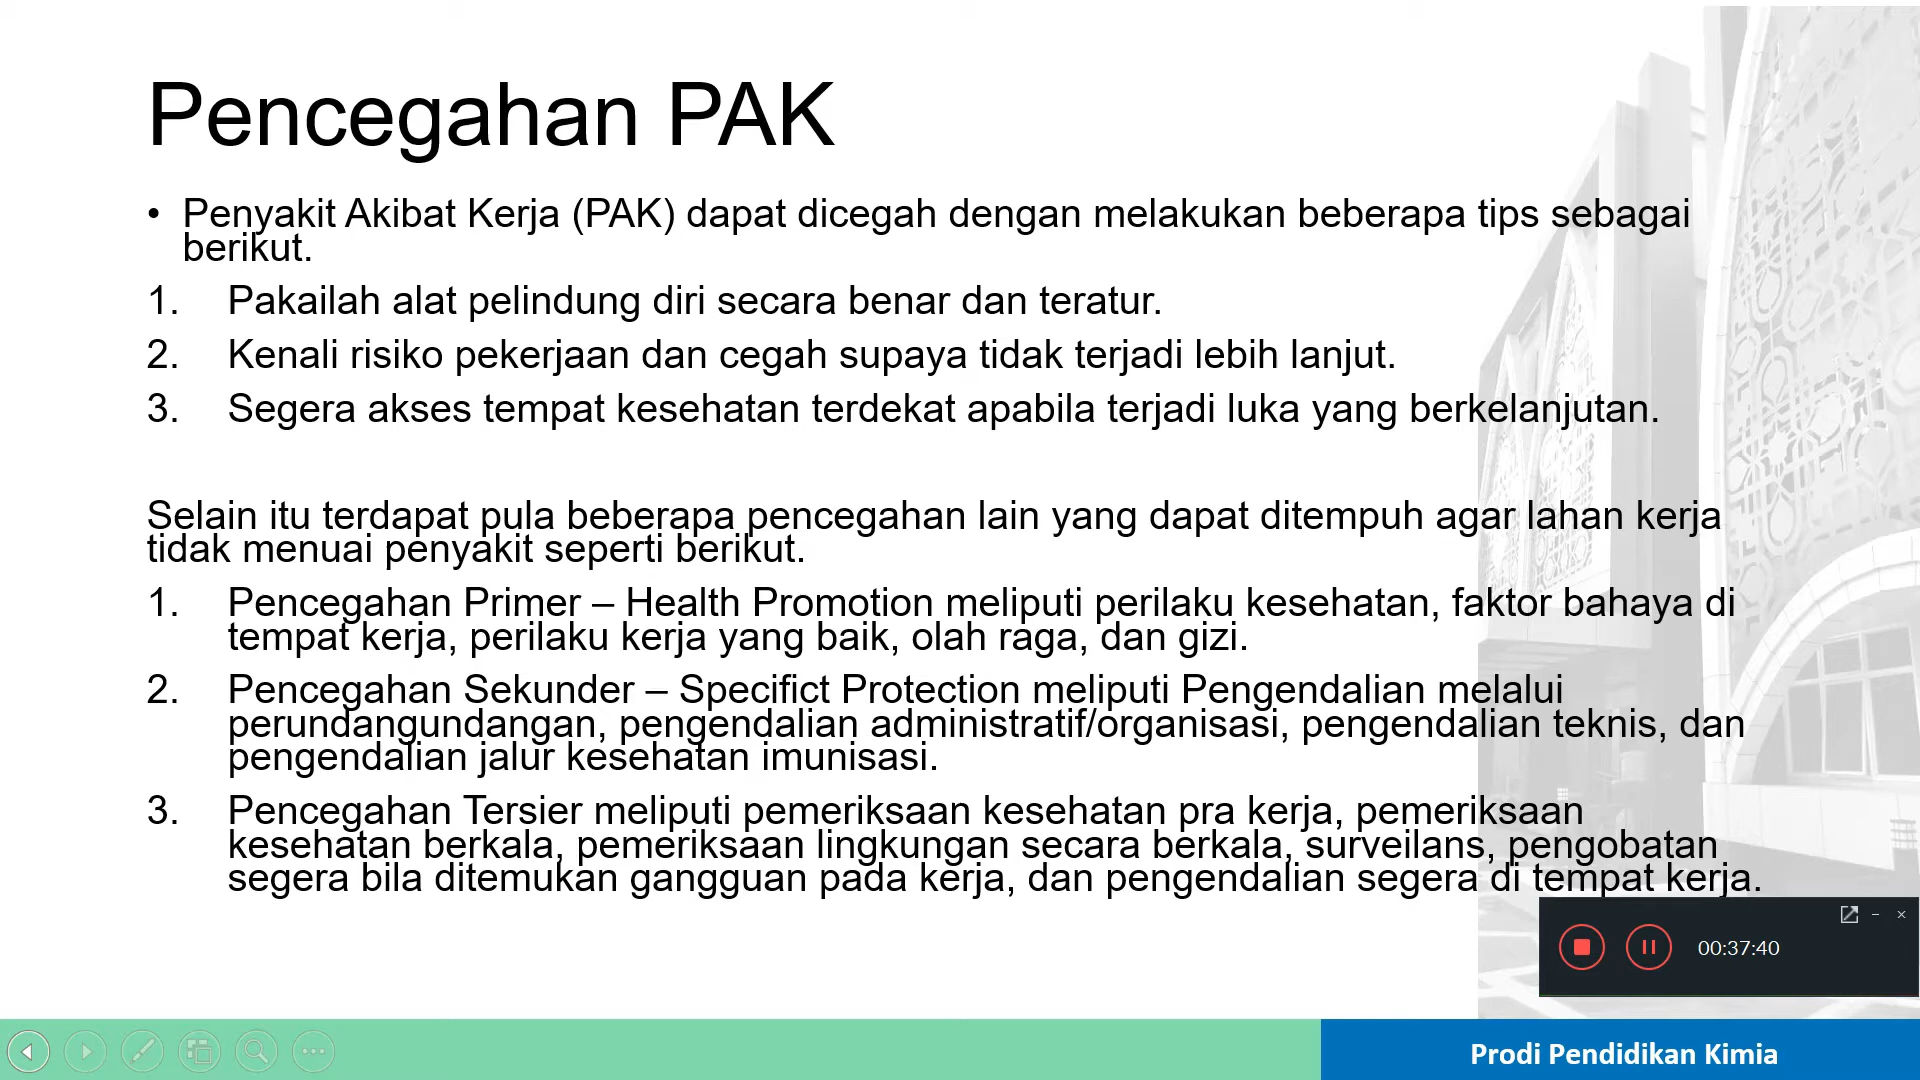 Pencegahan PAK
• Penyakit Akibat Kerja (PAK) dapat dicegah dengan melakukan beberapa tips sebagai
berikut.
1. Pakailah alat pelindung diri secara benar dan teratur.
2. Kenali risiko pekerjaan dan cegah supaya tidak terjadi lebih lanjut.
3. Segera akses tempat kesehatan terdekat apabila terjadi luka yang berkelanjutan.
Selain itu terdapat pula beberapa pencegahan lain yang dapat ditempuh agar lahan kerja
tidak menuai penyakit seperti berikut.
1. Pencegahan Primer – Health Promotion meliputi perilaku kesehatan, faktor bahaya di
tempat kerja, perilaku kerja yang baik, olah raga, dan gizi.
2. Pencegahan Sekunder – Specifict Protection meliputi Pengendalian melalui
perundangundangan, pengendalian administratif/organisasi, pengendalian teknis, dan
pengendalian jalur kesehatan imunisasi.
3. Pencegahan Tersier meliputi pemeriksaan kesehatan pra kerja, pemeriksaan
kesehatan berkala, pemeriksaan lingkungan secara berkala, surveilans, pengobatan
segera bila ditemukan gangguan pada kerja, dan pengendalian segera di tempat kerja.
00:37:40
Prodi Pendidikan Kimia